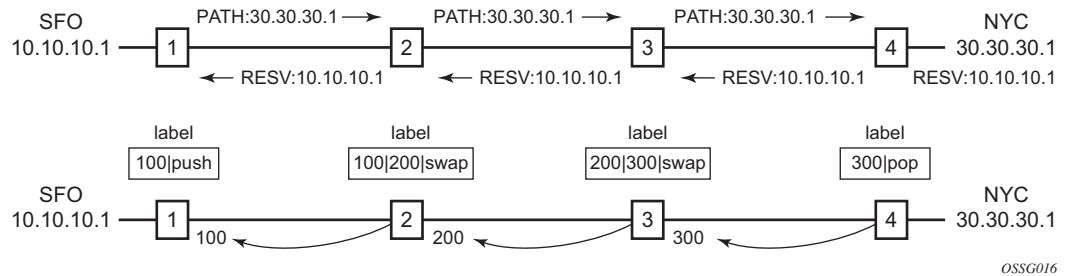 PATH:30.30.30.1 PATH:30.30.30.1 PATH:30.30.30.1
SFO NYC
10.10.10.1 1 2 3 4 30.30.30.1
RESV:10.10.10.1 RESV:10.10.10.1 RESV:10.10.10.1 RESV:10.10.10.1
label label label label
100|push 100|200|swap 200|300|swap 300|pop
SFO NYC
10.10.10.1 1 2 3 4 30.30.30.1
100 200 300
OSSG016